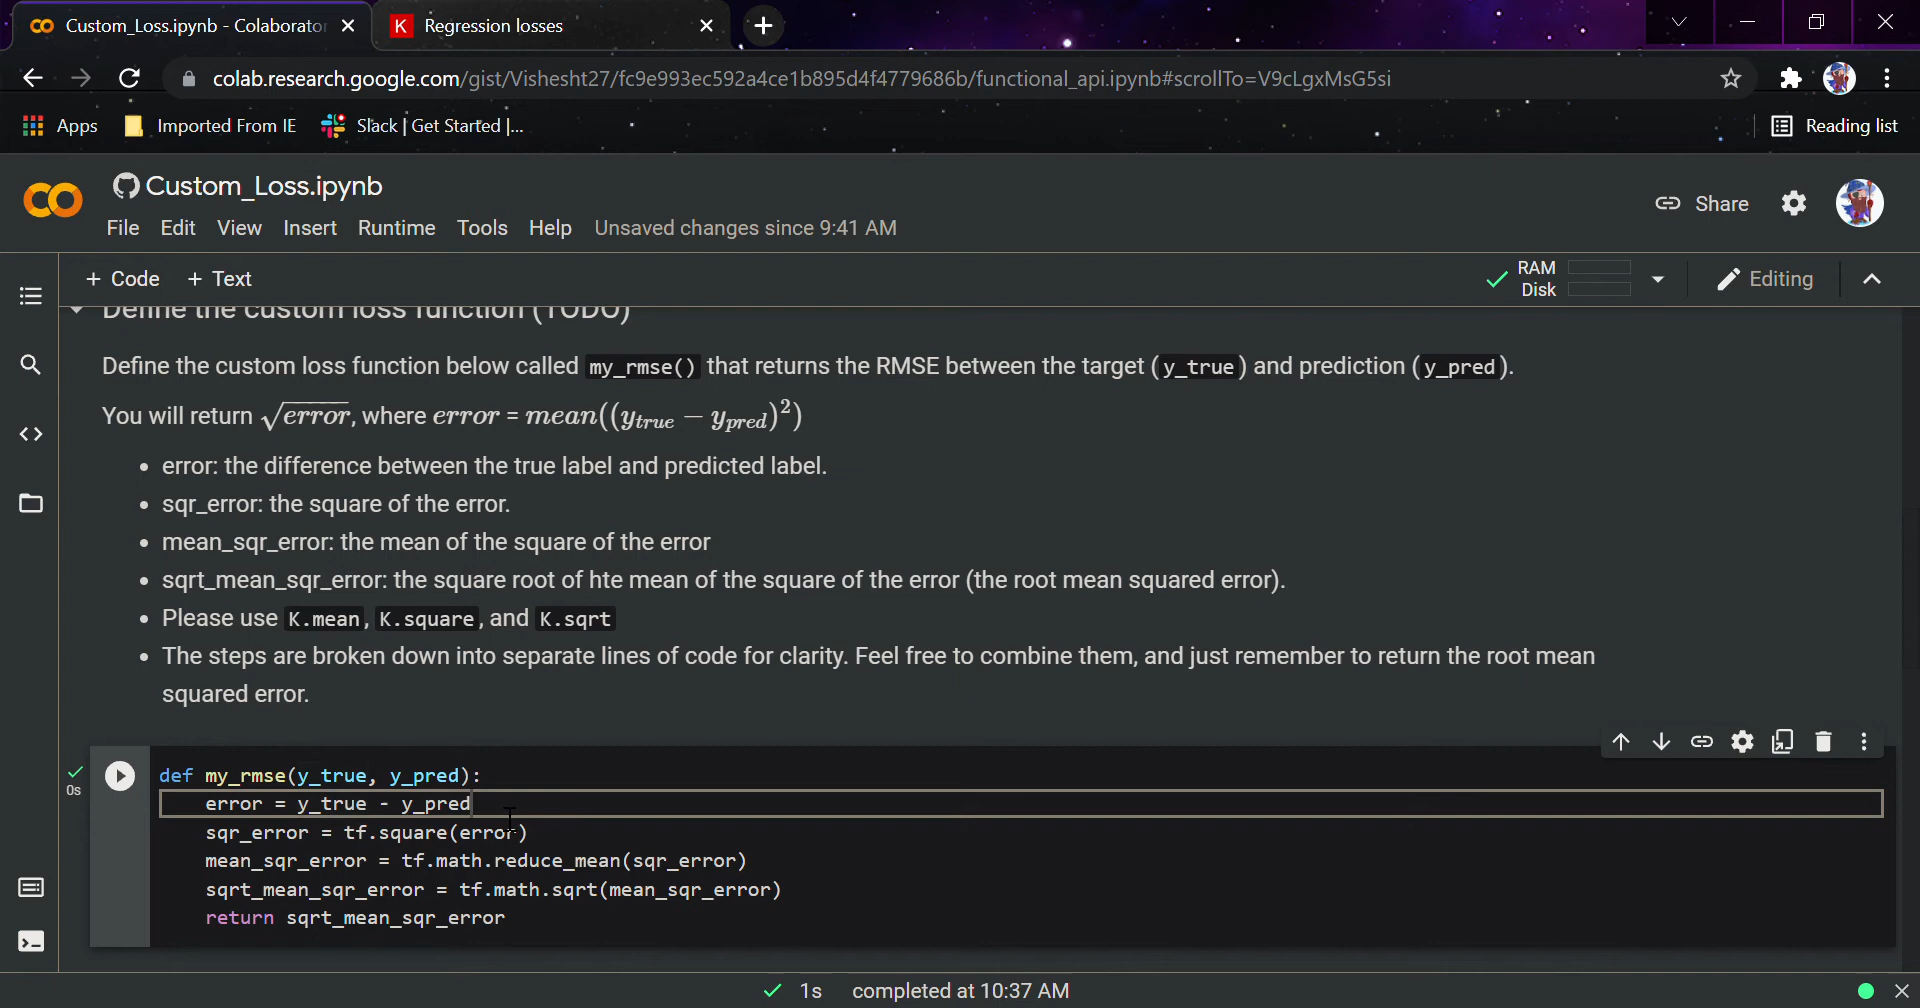 Custom_Loss.ipynb - Colaborator
K Regression losses
colab.research.google.com/gist/Vishesht27/fc9e993ec592a4ce1b895d4f4779686b/functional_api.ipynb#scrollTo=V9cLgxMsG5si
Apps Imported From IE Slack | Get Started |... Reading list
Custom_Loss.ipynb
Share
File Edit View Insert Runtime Tools Help Unsaved changes since 9:41 AM
+ Code + Text
RAM
Disk
Editing
Define the custom loss function (TODO)
Define the custom loss function below called my_rmse() that returns the RMSE between the target (y_true) and prediction (y_pred).
You will return √error, where error = mean((y_true − y_pred)²)
• error: the difference between the true label and predicted label.
• sqr_error: the square of the error.
• mean_sqr_error: the mean of the square of the error
• sqrt_mean_sqr_error: the square root of hte mean of the square of the error (the root mean squared error).
• Please use K.mean, K.square, and K.sqrt
• The steps are broken down into separate lines of code for clarity. Feel free to combine them, and just remember to return the root mean
squared error.
0s
def my_rmse(y_true, y_pred):
error = y_true - y_pred
sqr_error = tf.square(error)
mean_sqr_error = tf.math.reduce_mean(sqr_error)
sqrt_mean_sqr_error = tf.math.sqrt(mean_sqr_error)
return sqrt_mean_sqr_error
1s completed at 10:37 AM